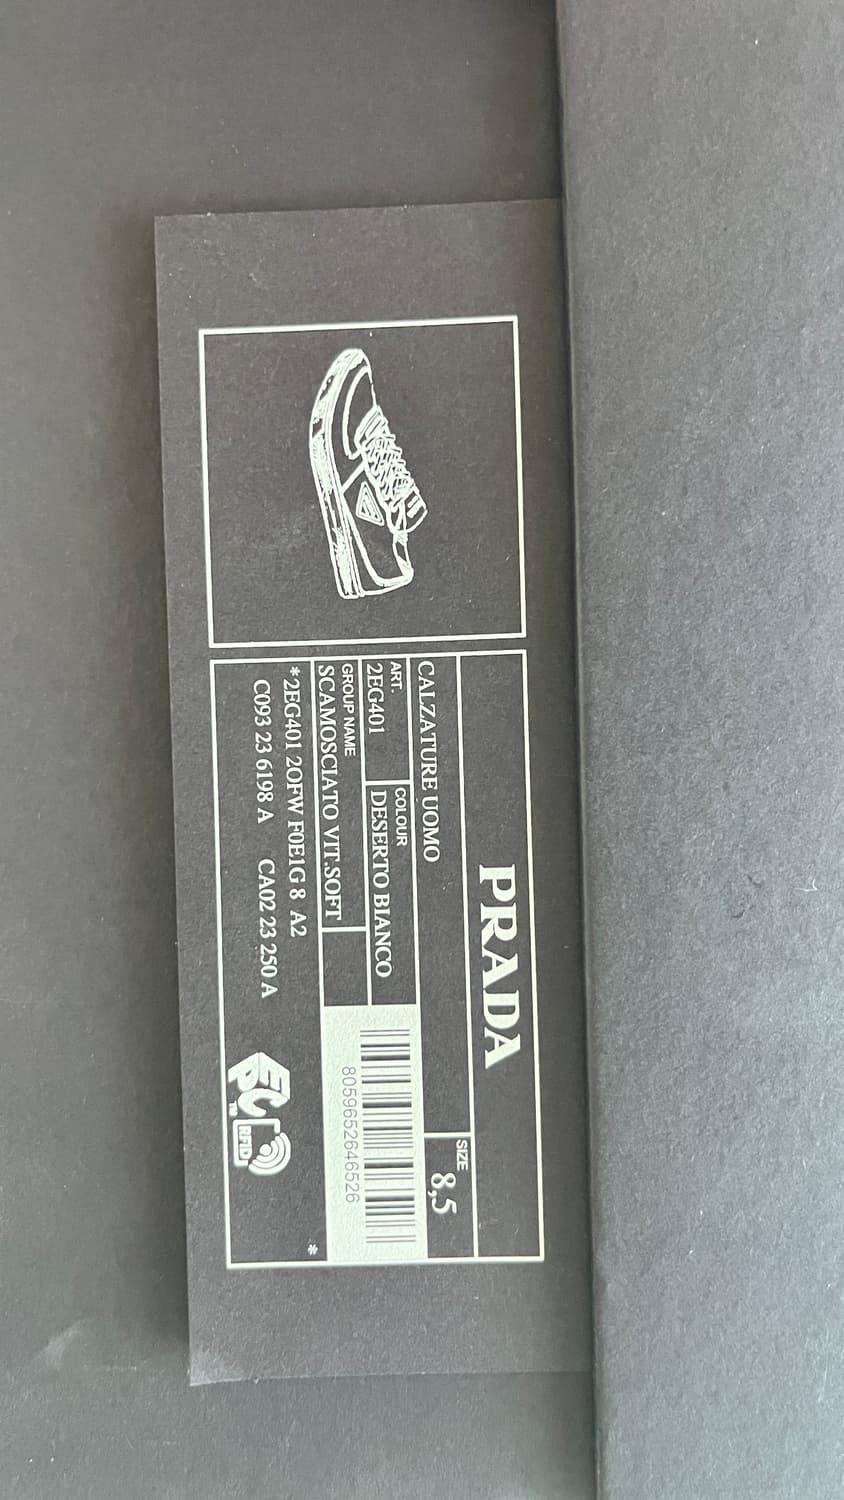 PRADA
CALZATURE UOMO
SIZE
8,5
ART.
2EG401
COLOUR
DESERTO BIANCO
GROUP NAME
SCAMOSCIATO VIT.SOFT
8059652646526
*2EG401 2OFW F0E1G 8 A2
C093 23 6198 A CA02 23 250 A
EPC™
RFID
*